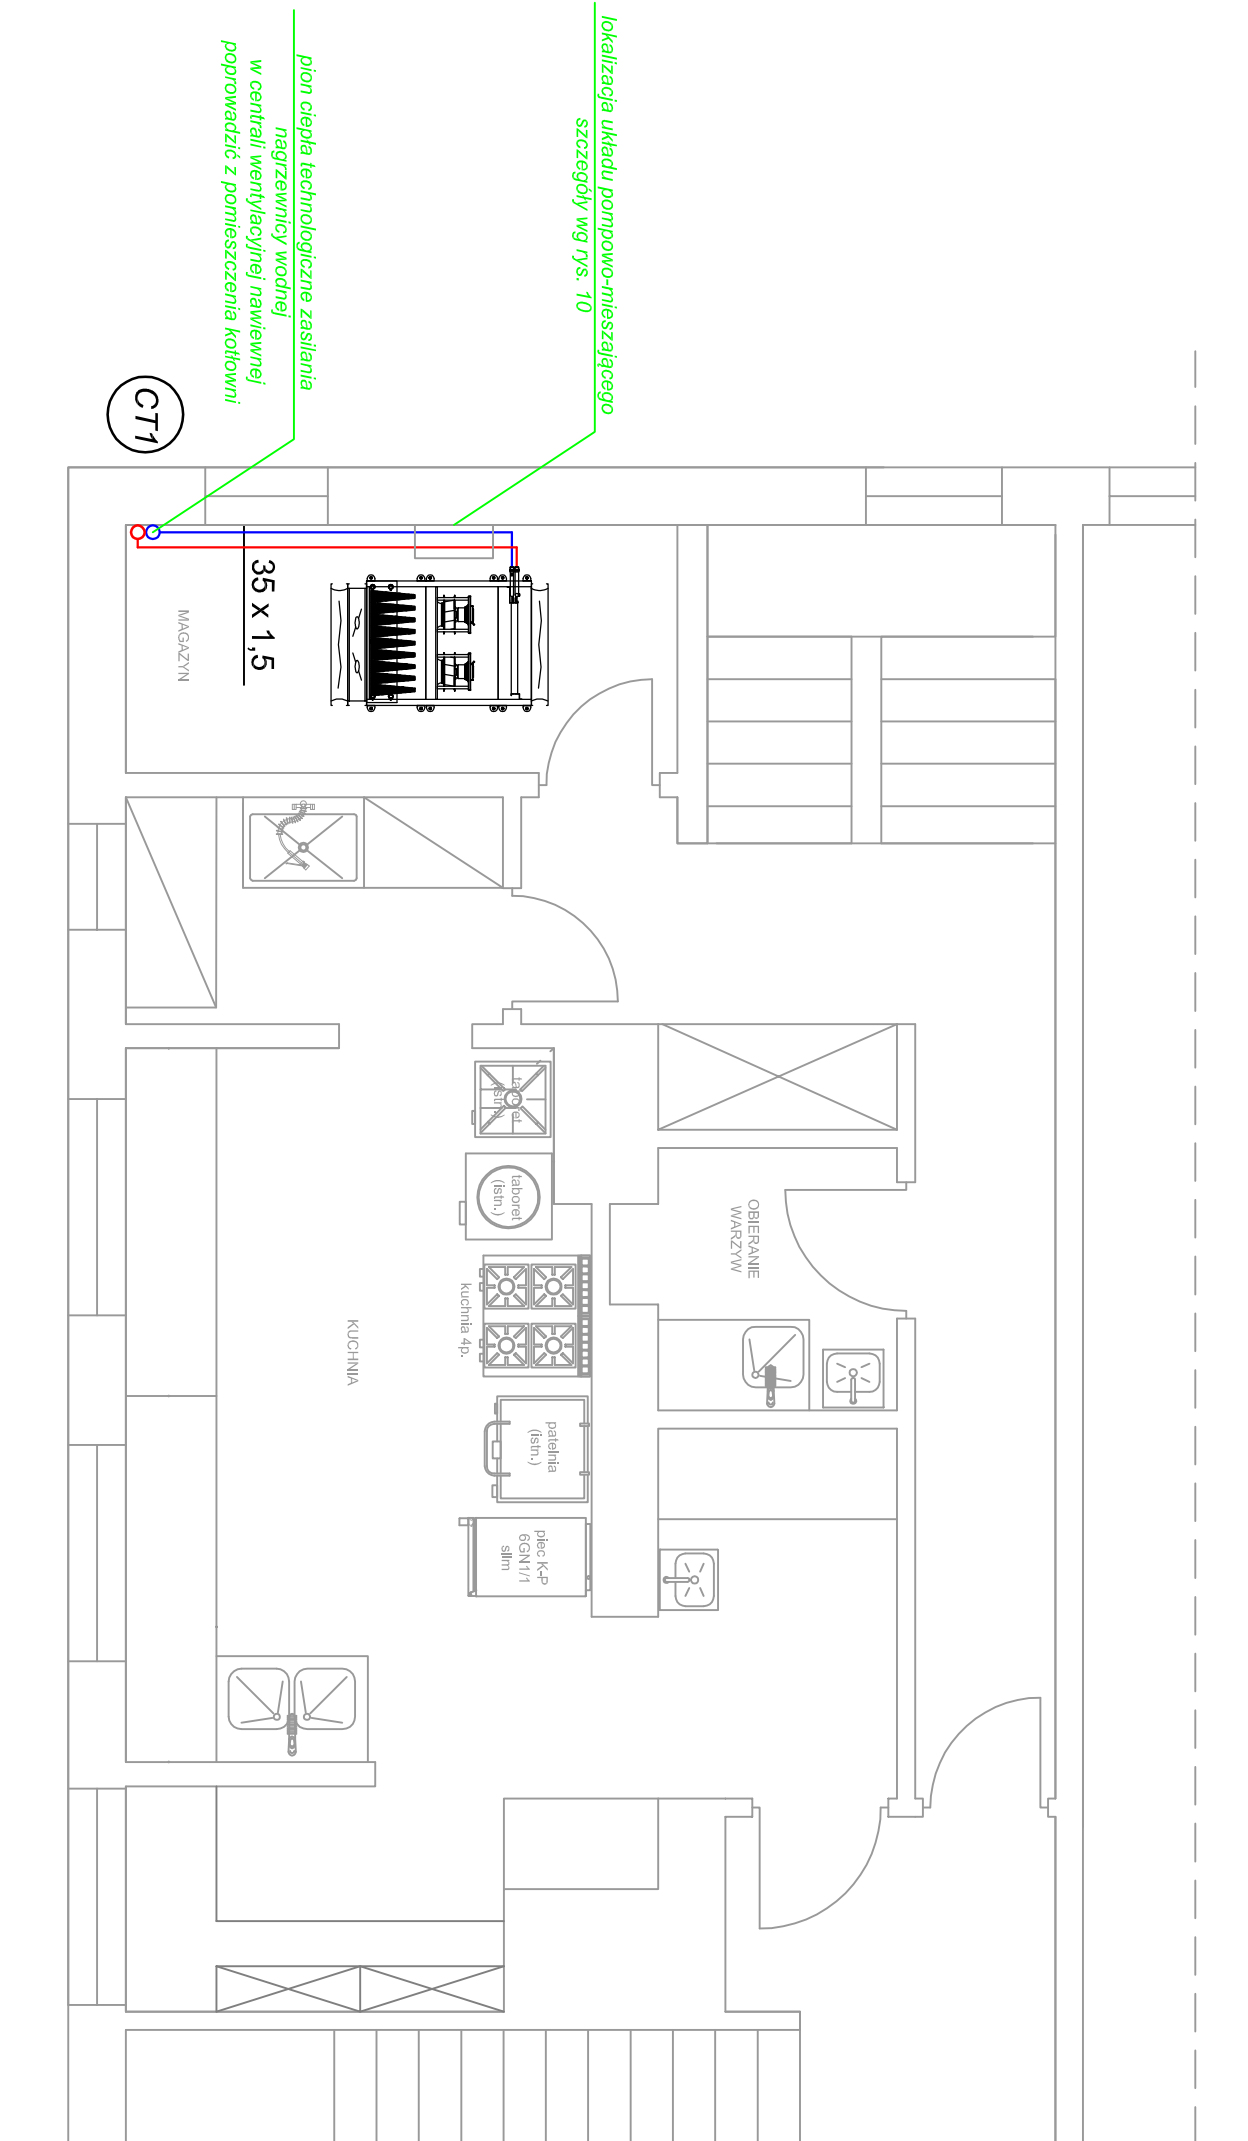 lokalizacja układu pompowo-mieszającego
szczegóły wg rys. 10
pion ciepła technologiczne zasilania
nagrzewnicy wodnej
w centrali wentylacyjnej nawiewnej
poprowadzić z pomieszczenia kotłowni
CT1
35 x 1,5
MAGAZYN
taboret
(istn.)
taboret
(istn.)
OBIERANIE
WARZYW
kuchnia 4p.
KUCHNIA
patelnia
(istn.)
piec K-P
6GN1/1
slim